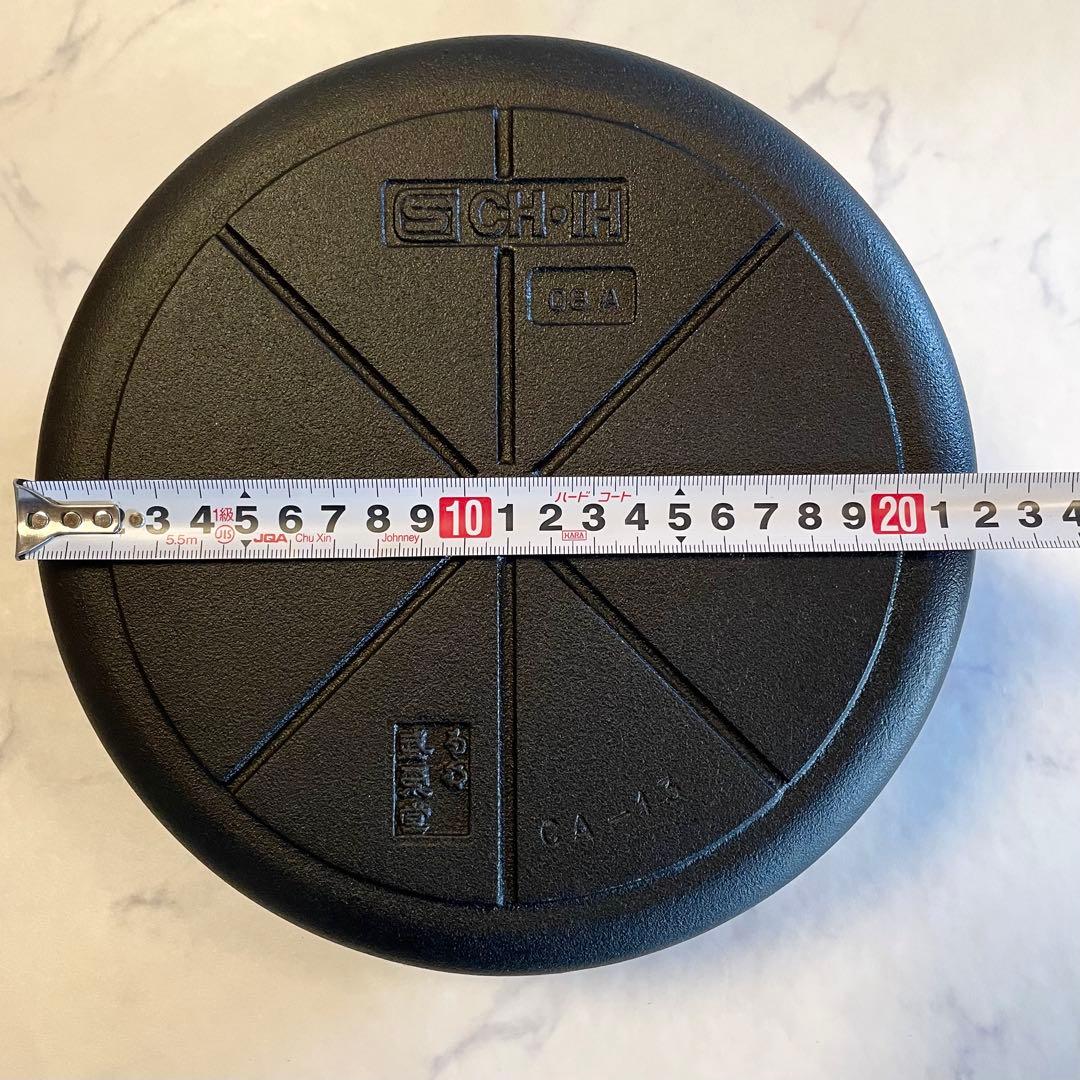 S CH·IH
08 A
3 4 5 6 7 8 9 10 1 2 3 4 5 6 7 8 9 20 1 2 3 4
ハード コート
1級
5.5m JIS JQA Chu Xin Johnney HARA
CA-13